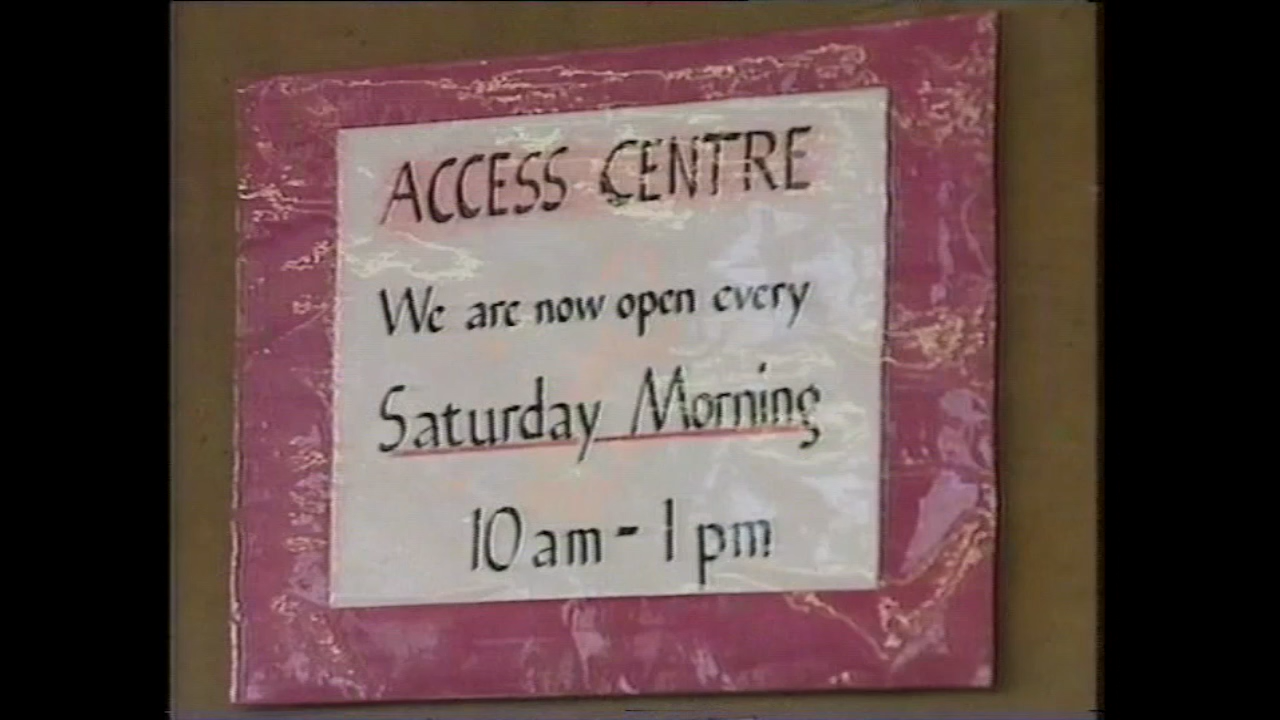 ACCESS CENTRE
We are now open every
Saturday Morning
10am - 1pm